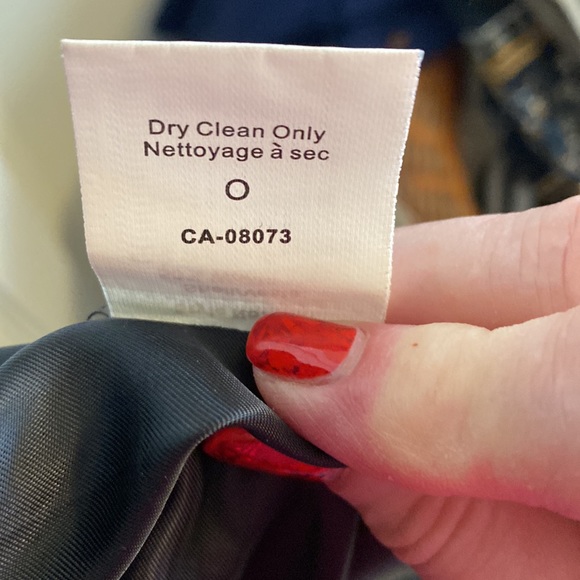 Dry Clean Only
Nettoyage à sec
O
CA-08073